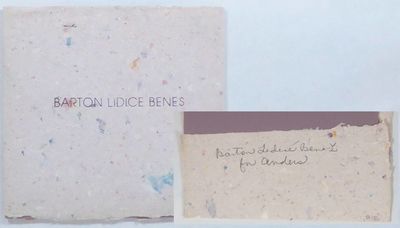 BARTON LIDICE BENES
Barton Lidice Benes
for Anders